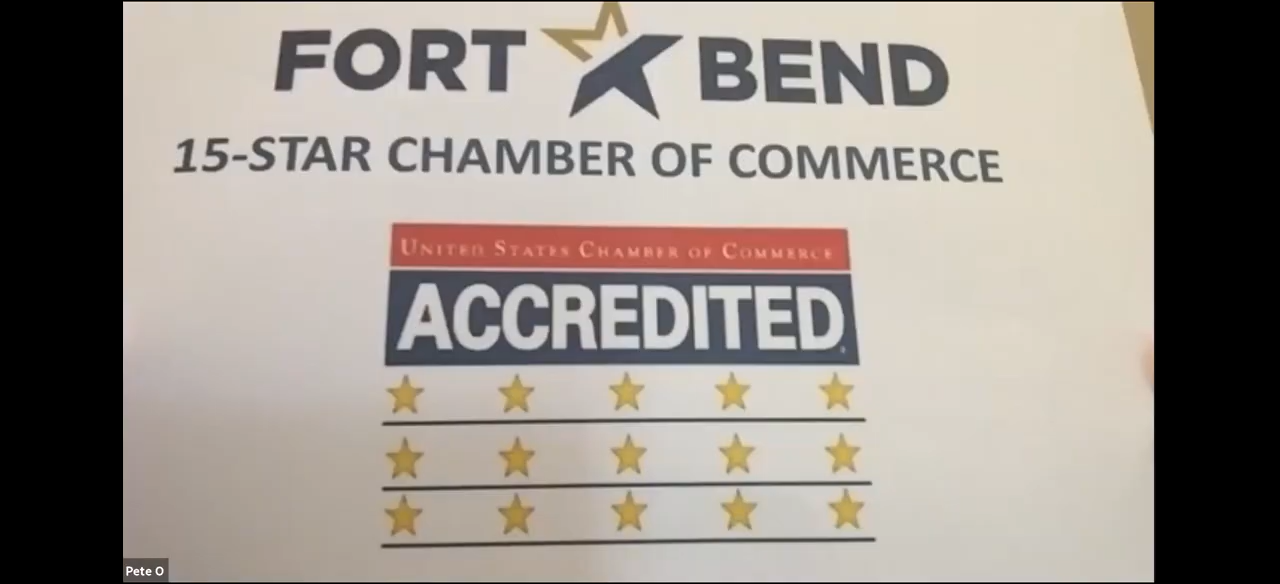 FORT BEND
15-STAR CHAMBER OF COMMERCE
UNITED STATES CHAMBER OF COMMERCE
ACCREDITED
Pete O